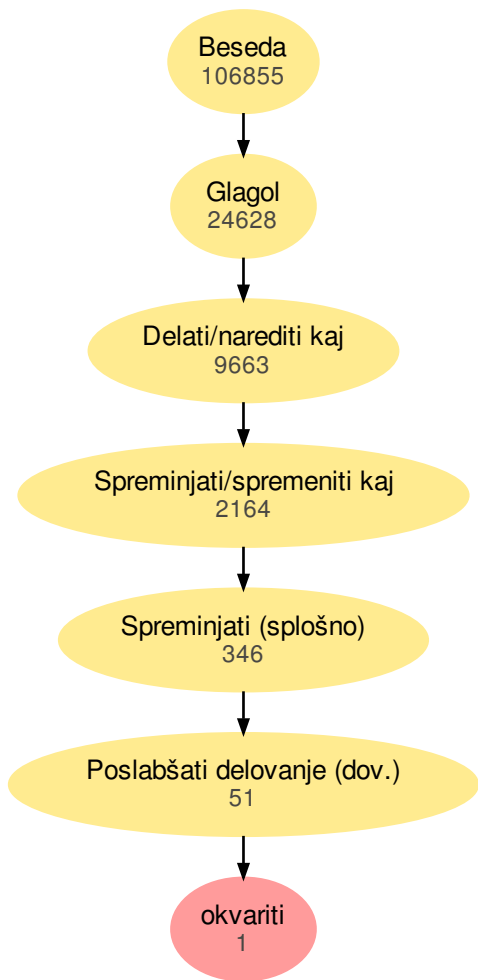 Beseda
106855
Glagol
24628
Delati/narediti kaj
9663
Spreminjati/spremeniti kaj
2164
Spreminjati (splošno)
346
Poslabšati delovanje (dov.)
51
okvariti
1